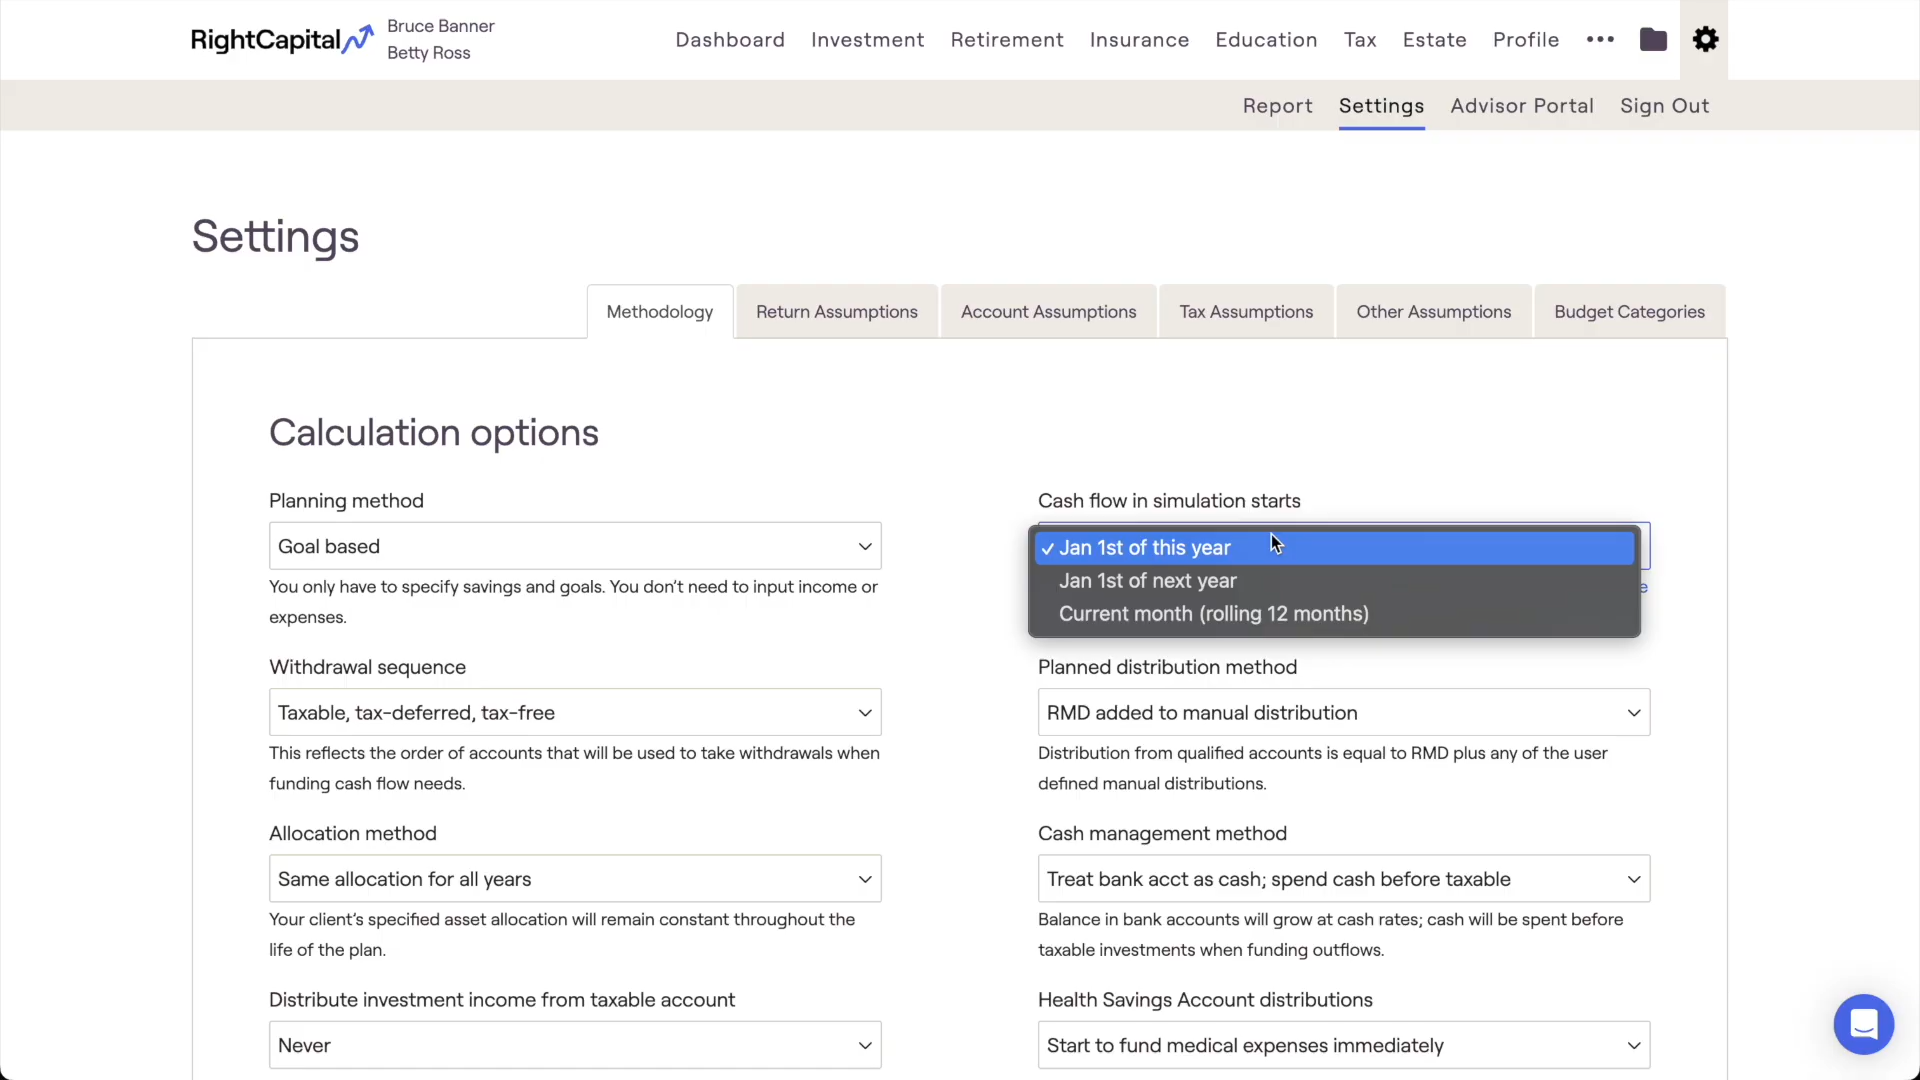 RightCapital
Bruce Banner
Betty Ross
Dashboard
Investment
Retirement
Insurance
Education
Tax
Estate
Profile
Report
Settings
Advisor Portal
Sign Out
Settings
Methodology
Return Assumptions
Account Assumptions
Tax Assumptions
Other Assumptions
Budget Categories
Calculation options
Planning method
Goal based
You only have to specify savings and goals. You don’t need to input income or
expenses.
Cash flow in simulation starts
✓ Jan 1st of this year
Jan 1st of next year
Current month (rolling 12 months)
e
Withdrawal sequence
Taxable, tax-deferred, tax-free
This reflects the order of accounts that will be used to take withdrawals when
funding cash flow needs.
Planned distribution method
RMD added to manual distribution
Distribution from qualified accounts is equal to RMD plus any of the user
defined manual distributions.
Allocation method
Same allocation for all years
Your client’s specified asset allocation will remain constant throughout the
life of the plan.
Cash management method
Treat bank acct as cash; spend cash before taxable
Balance in bank accounts will grow at cash rates; cash will be spent before
taxable investments when funding outflows.
Distribute investment income from taxable account
Never
Health Savings Account distributions
Start to fund medical expenses immediately